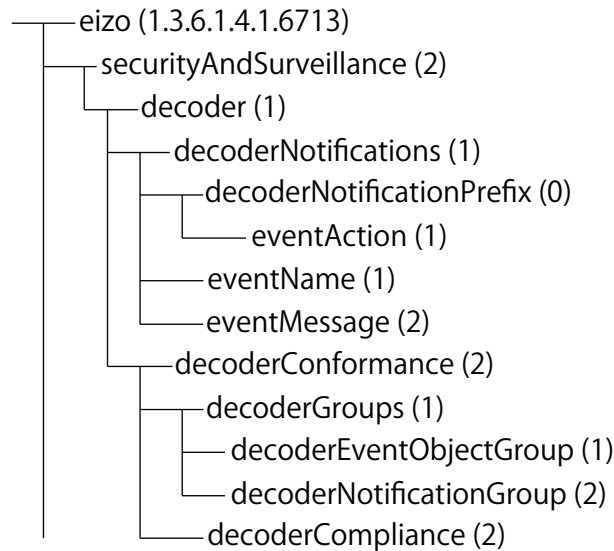 eizo (1.3.6.1.4.1.6713)
securityAndSurveillance (2)
decoder (1)
decoderNotifications (1)
decoderNotificationPrefix (0)
eventAction (1)
eventName (1)
eventMessage (2)
decoderConformance (2)
decoderGroups (1)
decoderEventObjectGroup (1)
decoderNotificationGroup (2)
decoderCompliance (2)